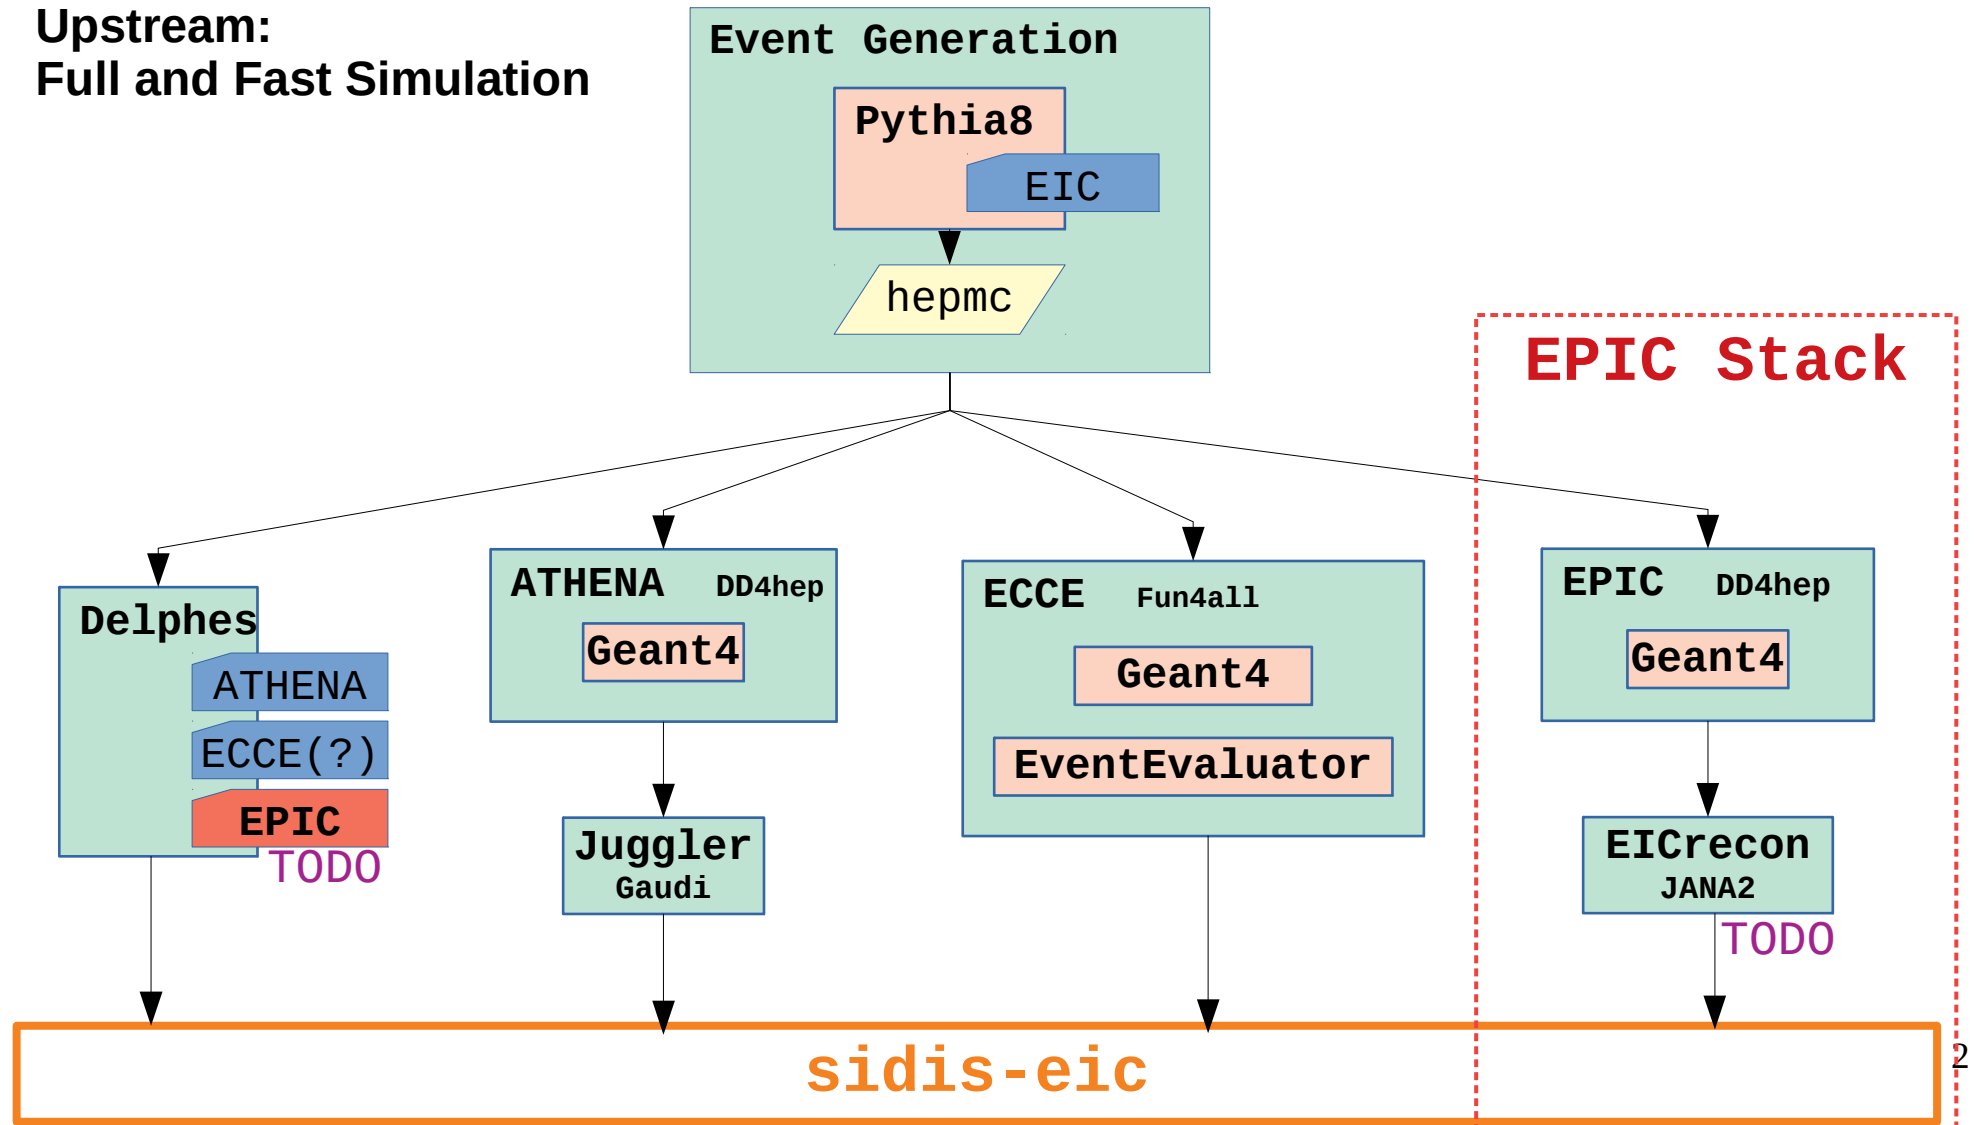 Upstream:
Full and Fast Simulation
Event Generation
Pythia8
EIC
hepmc
EPIC Stack
Delphes
ATHENA
ECCE(?)
EPIC
TODO
ATHENA DD4hep
Geant4
Juggler
Gaudi
ECCE Fun4all
Geant4
EventEvaluator
EPIC DD4hep
Geant4
EICrecon
JANA2
TODO
sidis-eic
2